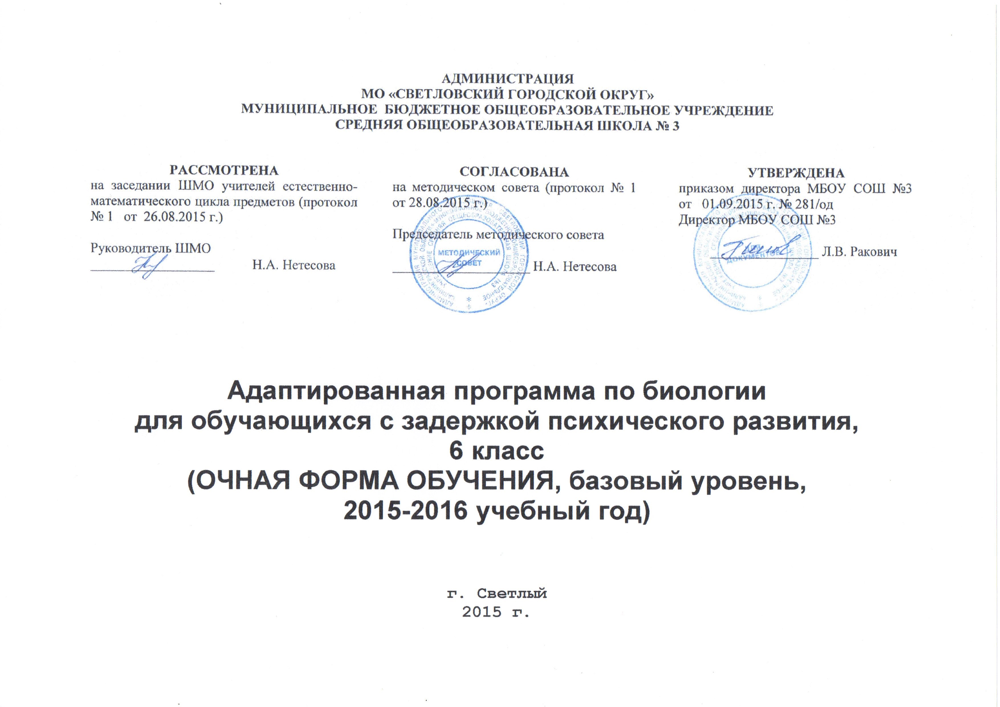 АДМИНИСТРАЦИЯ
МО «СВЕТЛОВСКИЙ ГОРОДСКОЙ ОКРУГ»
МУНИЦИПАЛЬНОЕ БЮДЖЕТНОЕ ОБЩЕОБРАЗОВАТЕЛЬНОЕ УЧРЕЖДЕНИЕ
СРЕДНЯЯ ОБЩЕОБРАЗОВАТЕЛЬНАЯ ШКОЛА № 3
РАССМОТРЕНА
на заседании ШМО учителей естественно-
математического цикла предметов (протокол
№ 1 от 26.08.2015 г.)
Руководитель ШМО
Н.А. Нетесова
СОГЛАСОВАНА
на методическом совета (протокол № 1
от 28.08.2015 г.)
Председатель методического совета
МЕТОДИЧЕСКИЙ
СОВЕТ
Н.А. Нетесова
УТВЕРЖДЕНА
приказом директора МБОУ СОШ №3
от 01.09.2015 г. № 281/од
Директор МБОУ СОШ №3
ДЛЯ
ДОКУМЕНТОВ
Л.В. Ракович
Адаптированная программа по биологии
для обучающихся с задержкой психического развития,
6 класс
(ОЧНАЯ ФОРМА ОБУЧЕНИЯ, базовый уровень,
2015-2016 учебный год)
г. Светлый
2015 г.